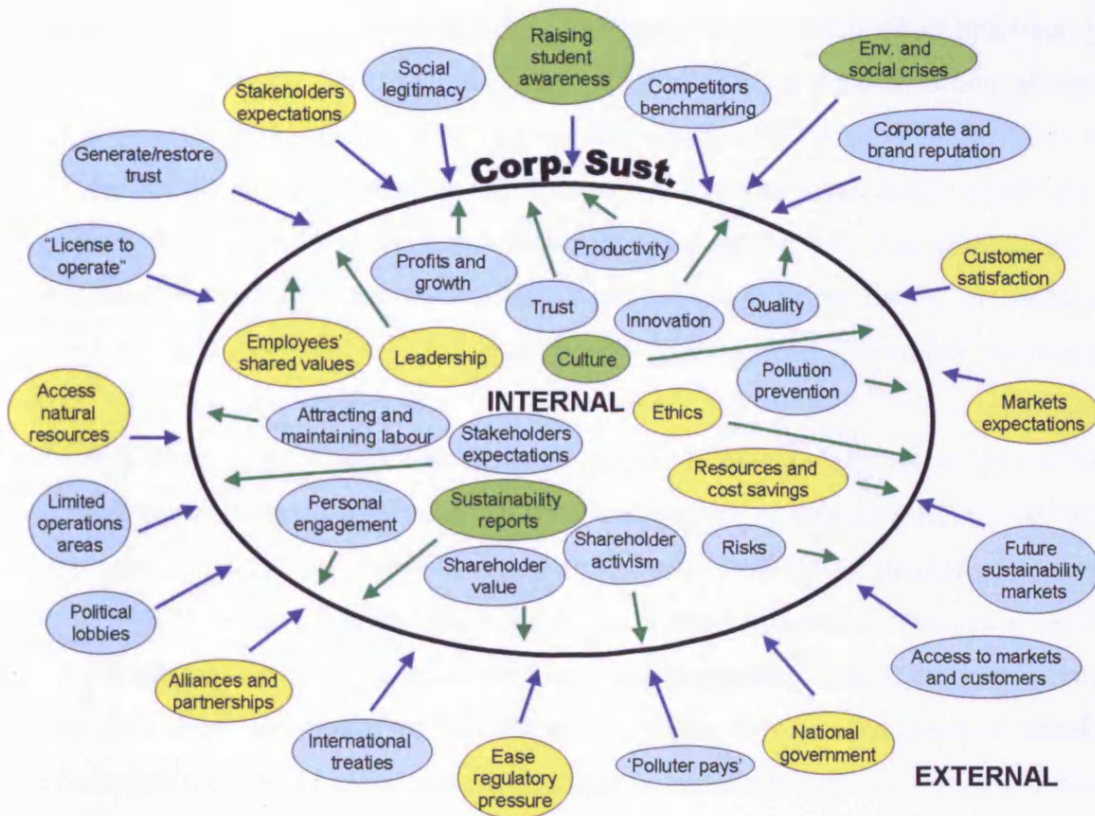 Raising
student
awareness
Env. and
social crises
Social
legitimacy
Competitors
benchmarking
Stakeholders
expectations
Corporate and
brand reputation
Generate/restore
trust
Corp. Sust.
"License to
operate"
Profits and
growth
Productivity
Trust
Innovation
Quality
Customer
satisfaction
Employees'
shared values
Leadership
Culture
Pollution
prevention
INTERNAL
Access
natural
resources
Attracting and
maintaining labour
Stakeholders
expectations
Ethics
Markets
expectations
Resources and
cost savings
Limited
operations
areas
Personal
engagement
Sustainability
reports
Shareholder
activism
Risks
Future
sustainability
markets
Shareholder
value
Political
lobbies
Alliances and
partnerships
Access to markets
and customers
International
treaties
Ease
regulatory
pressure
'Polluter pays'
National
government
EXTERNAL